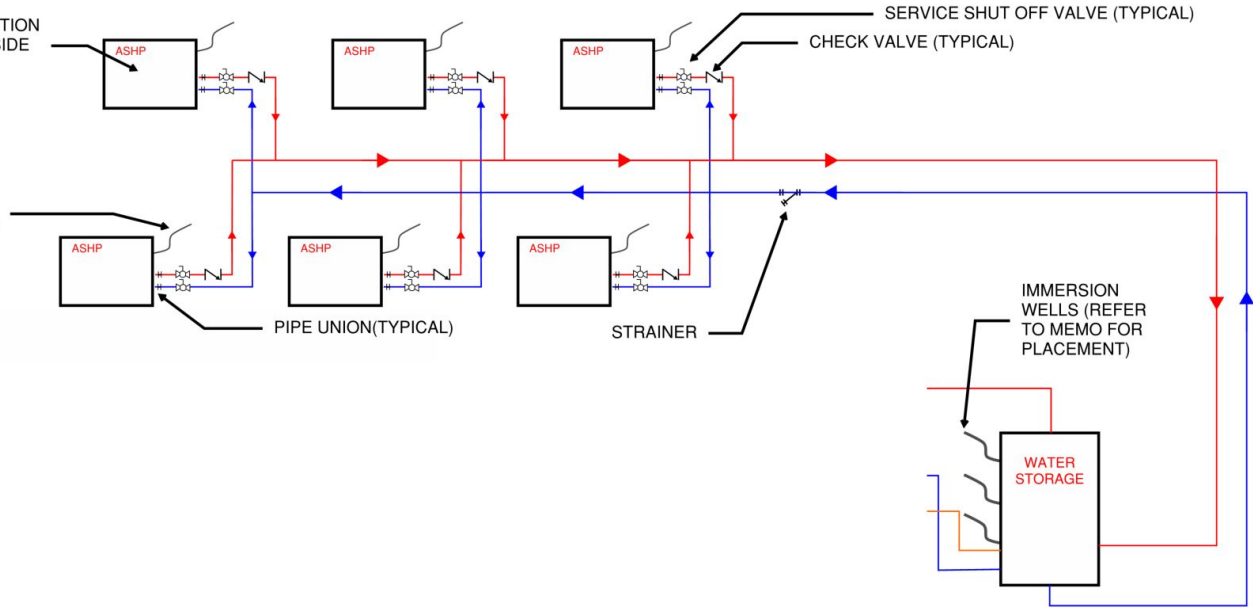 TION
SIDE
ASHP
ASHP
ASHP
SERVICE SHUT OFF VALVE (TYPICAL)
CHECK VALVE (TYPICAL)
ASHP
ASHP
ASHP
PIPE UNION(TYPICAL)
STRAINER
IMMERSION
WELLS (REFER
TO MEMO FOR
PLACEMENT)
WATER
STORAGE